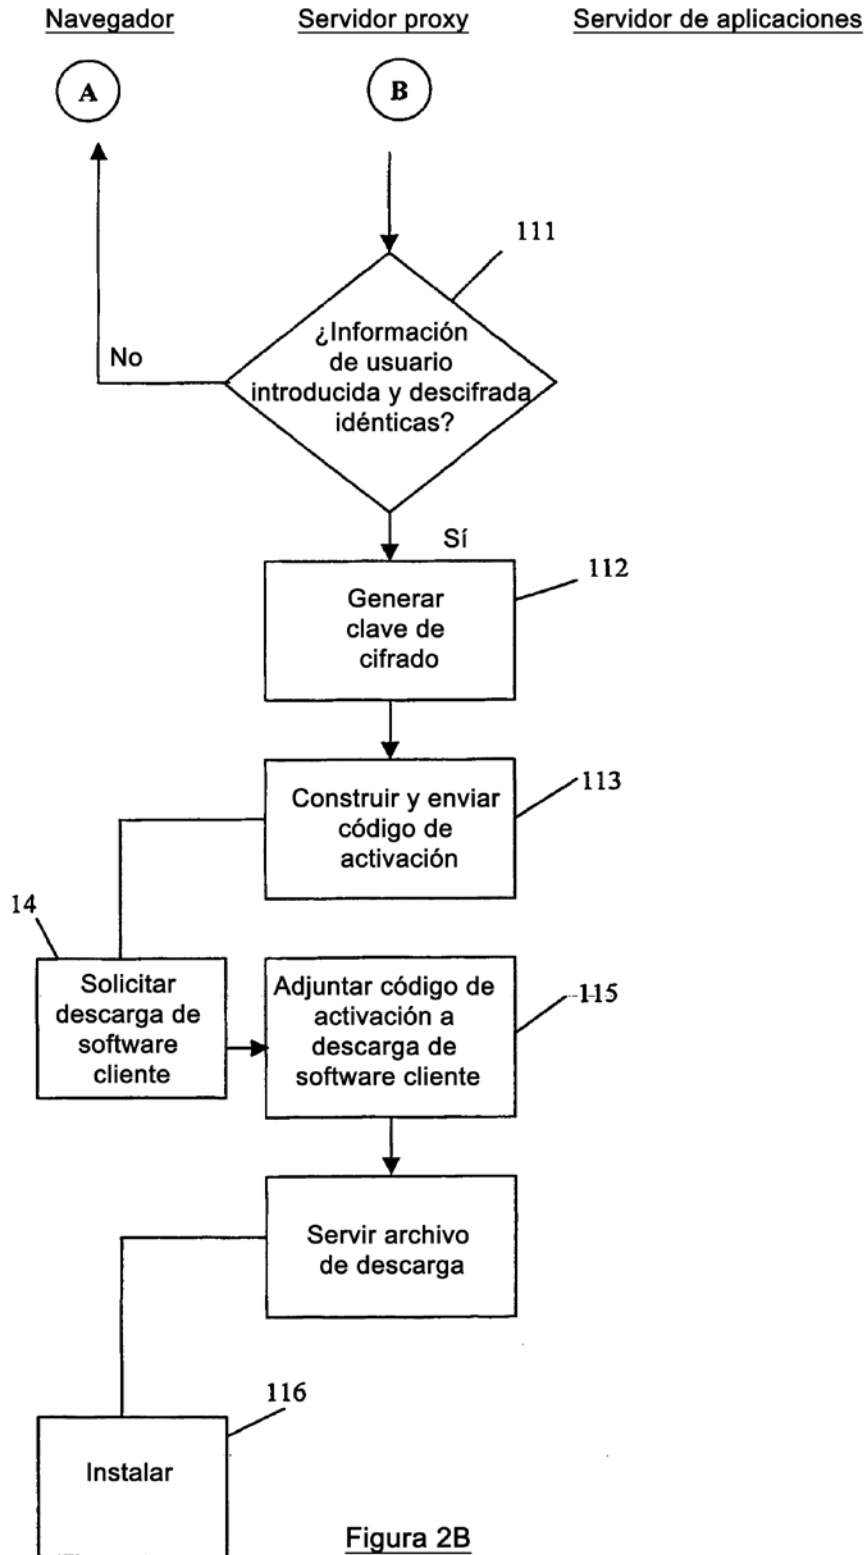 Navegador
Servidor proxy
Servidor de aplicaciones
A
B
111
¿Información
de usuario
introducida y descifrada
idénticas?
No
Sí
112
Generar
clave de
cifrado
113
Construir y enviar
código de
activación
14
Solicitar
descarga de
software
cliente
Adjuntar código de
activación a
descarga de
software cliente
115
Servir archivo
de descarga
116
Instalar
Figura 2B